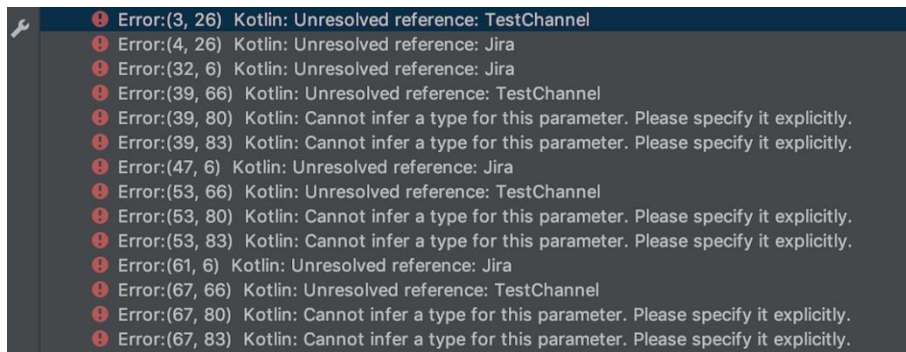 Error:(3, 26) Kotlin: Unresolved reference: TestChannel
Error:(4, 26) Kotlin: Unresolved reference: Jira
Error:(32, 6) Kotlin: Unresolved reference: Jira
Error:(39, 66) Kotlin: Unresolved reference: TestChannel
Error:(39, 80) Kotlin: Cannot infer a type for this parameter. Please specify it explicitly.
Error:(39, 83) Kotlin: Cannot infer a type for this parameter. Please specify it explicitly.
Error:(47, 6) Kotlin: Unresolved reference: Jira
Error:(53, 66) Kotlin: Unresolved reference: TestChannel
Error:(53, 80) Kotlin: Cannot infer a type for this parameter. Please specify it explicitly.
Error:(53, 83) Kotlin: Cannot infer a type for this parameter. Please specify it explicitly.
Error:(61, 6) Kotlin: Unresolved reference: Jira
Error:(67, 66) Kotlin: Unresolved reference: TestChannel
Error:(67, 80) Kotlin: Cannot infer a type for this parameter. Please specify it explicitly.
Error:(67, 83) Kotlin: Cannot infer a type for this parameter. Please specify it explicitly.